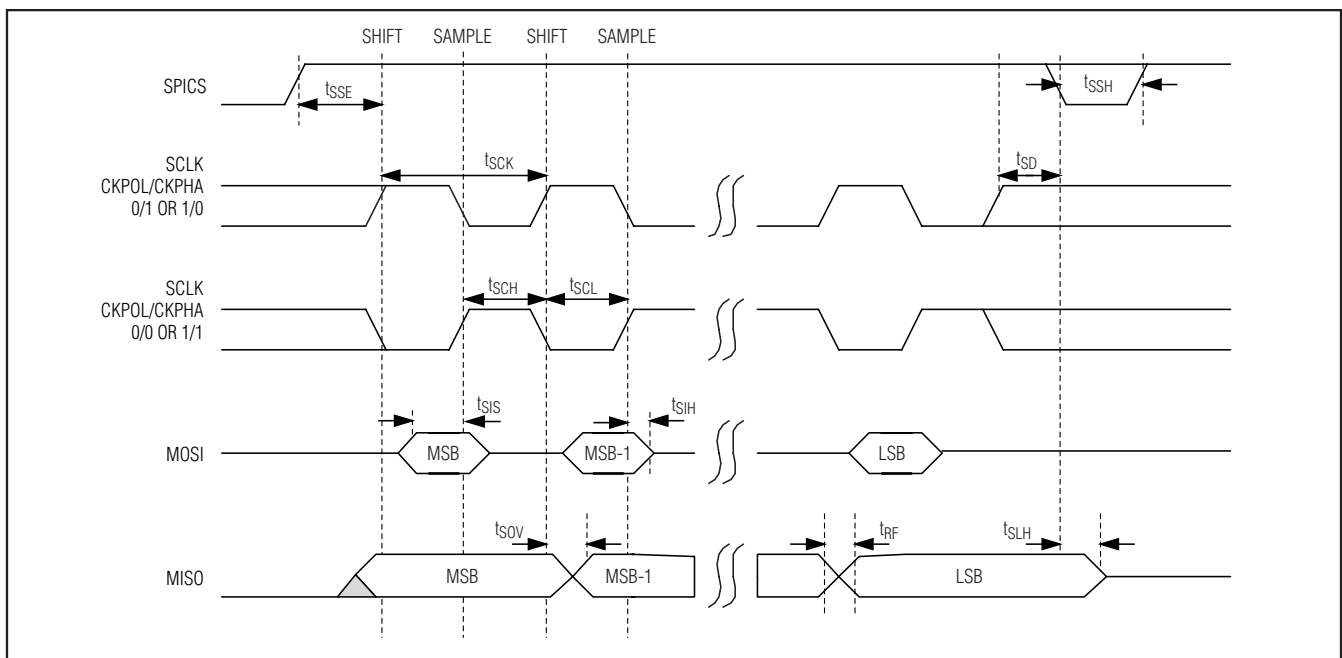 SHIFT SAMPLE SHIFT SAMPLE
SPICS
tSSE
tSSH
SCLK
CKPOL/CKPHA
0/1 OR 1/0
tSCK
tSD
SCLK
CKPOL/CKPHA
0/0 OR 1/1
tSCH
tSCL
tSIS
tSIH
MOSI
MSB
MSB-1
LSB
tSOV
tRF
tSLH
MISO
MSB
MSB-1
LSB